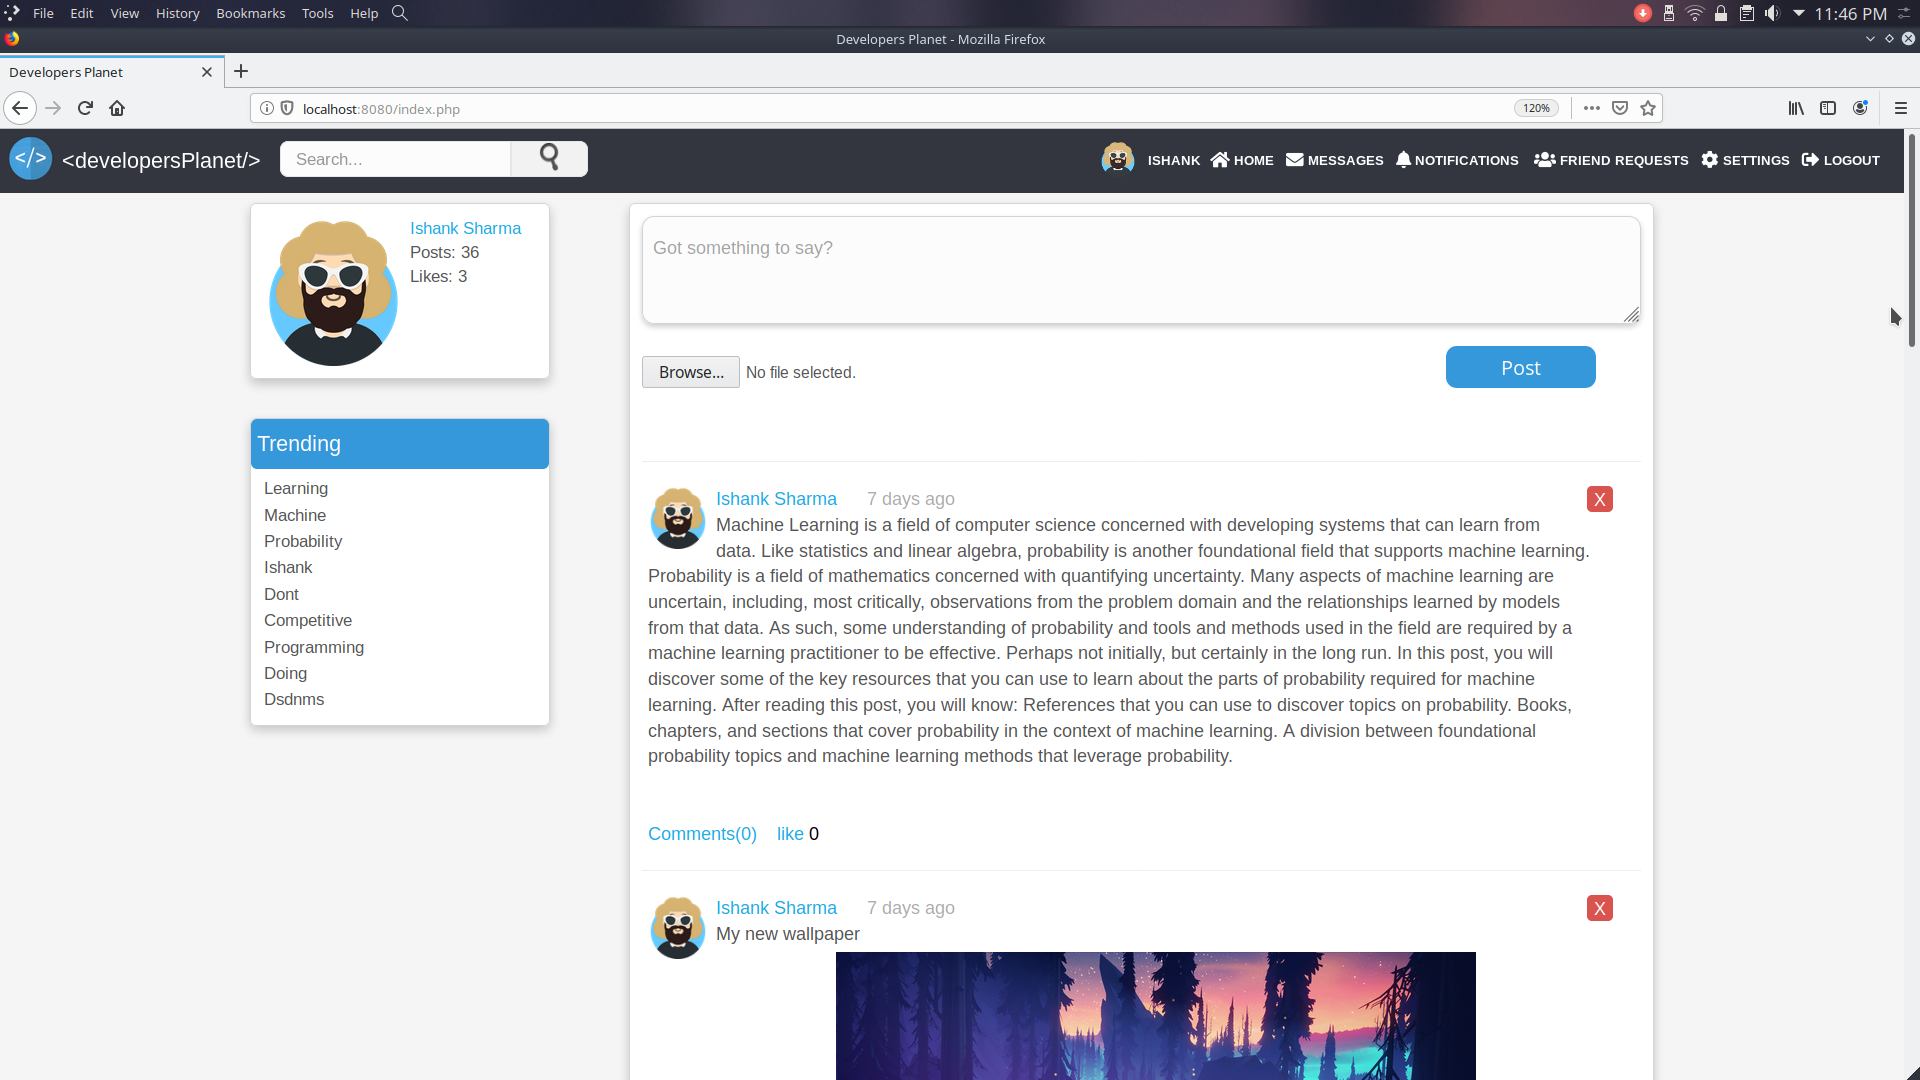 File Edit View History Bookmarks Tools Help
11:46 PM
Developers Planet - Mozilla Firefox
Developers Planet
localhost:8080/index.php
120%
</>
<developersPlanet/>
Search...
ISHANK HOME MESSAGES NOTIFICATIONS FRIEND REQUESTS SETTINGS LOGOUT
Ishank Sharma
Posts: 36
Likes: 3
Trending
Learning
Machine
Probability
Ishank
Dont
Competitive
Programming
Doing
Dsdnms
Got something to say?
Browse... No file selected.
Post
Ishank Sharma 7 days ago
X
Machine Learning is a field of computer science concerned with developing systems that can learn from
data. Like statistics and linear algebra, probability is another foundational field that supports machine learning.
Probability is a field of mathematics concerned with quantifying uncertainty. Many aspects of machine learning are
uncertain, including, most critically, observations from the problem domain and the relationships learned by models
from that data. As such, some understanding of probability and tools and methods used in the field are required by a
machine learning practitioner to be effective. Perhaps not initially, but certainly in the long run. In this post, you will
discover some of the key resources that you can use to learn about the parts of probability required for machine
learning. After reading this post, you will know: References that you can use to discover topics on probability. Books,
chapters, and sections that cover probability in the context of machine learning. A division between foundational
probability topics and machine learning methods that leverage probability.
Comments(0) like 0
Ishank Sharma 7 days ago
X
My new wallpaper